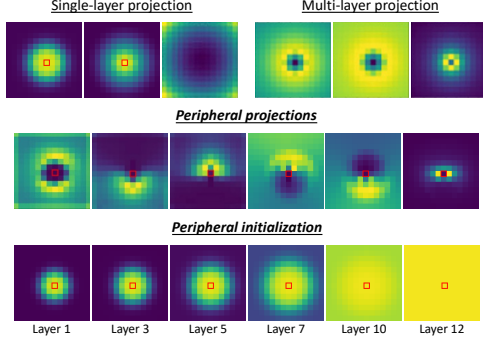 Single-layer projection Multi-layer projection
Peripheral projections
Peripheral initialization
Layer 1 Layer 3 Layer 5 Layer 7 Layer 10 Layer 12